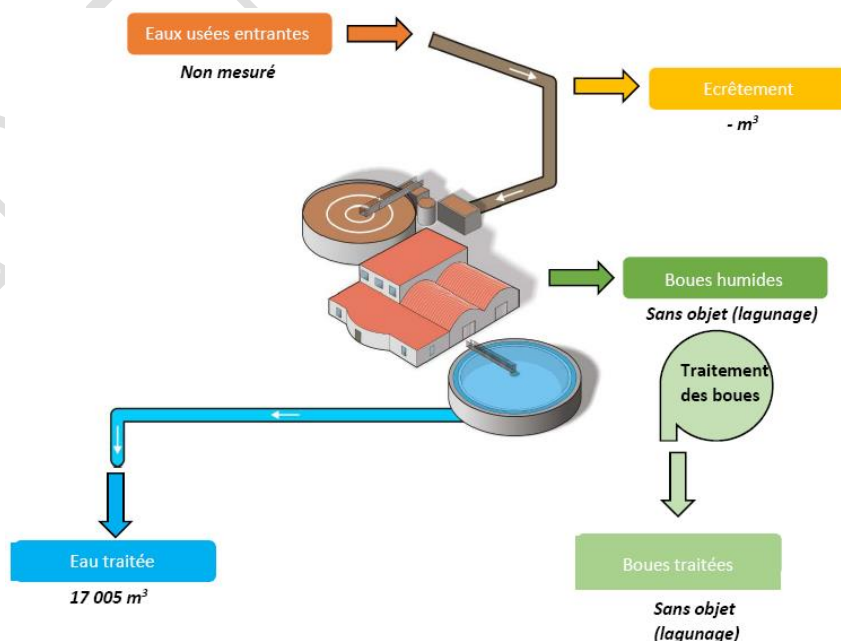 Eaux usées entrantes
Non mesuré
Ecrêtement
- m³
Boues humides
Sans objet (lagunage)
Traitement
des boues
Eau traitée
17 005 m³
Boues traitées
Sans objet
(lagunage)